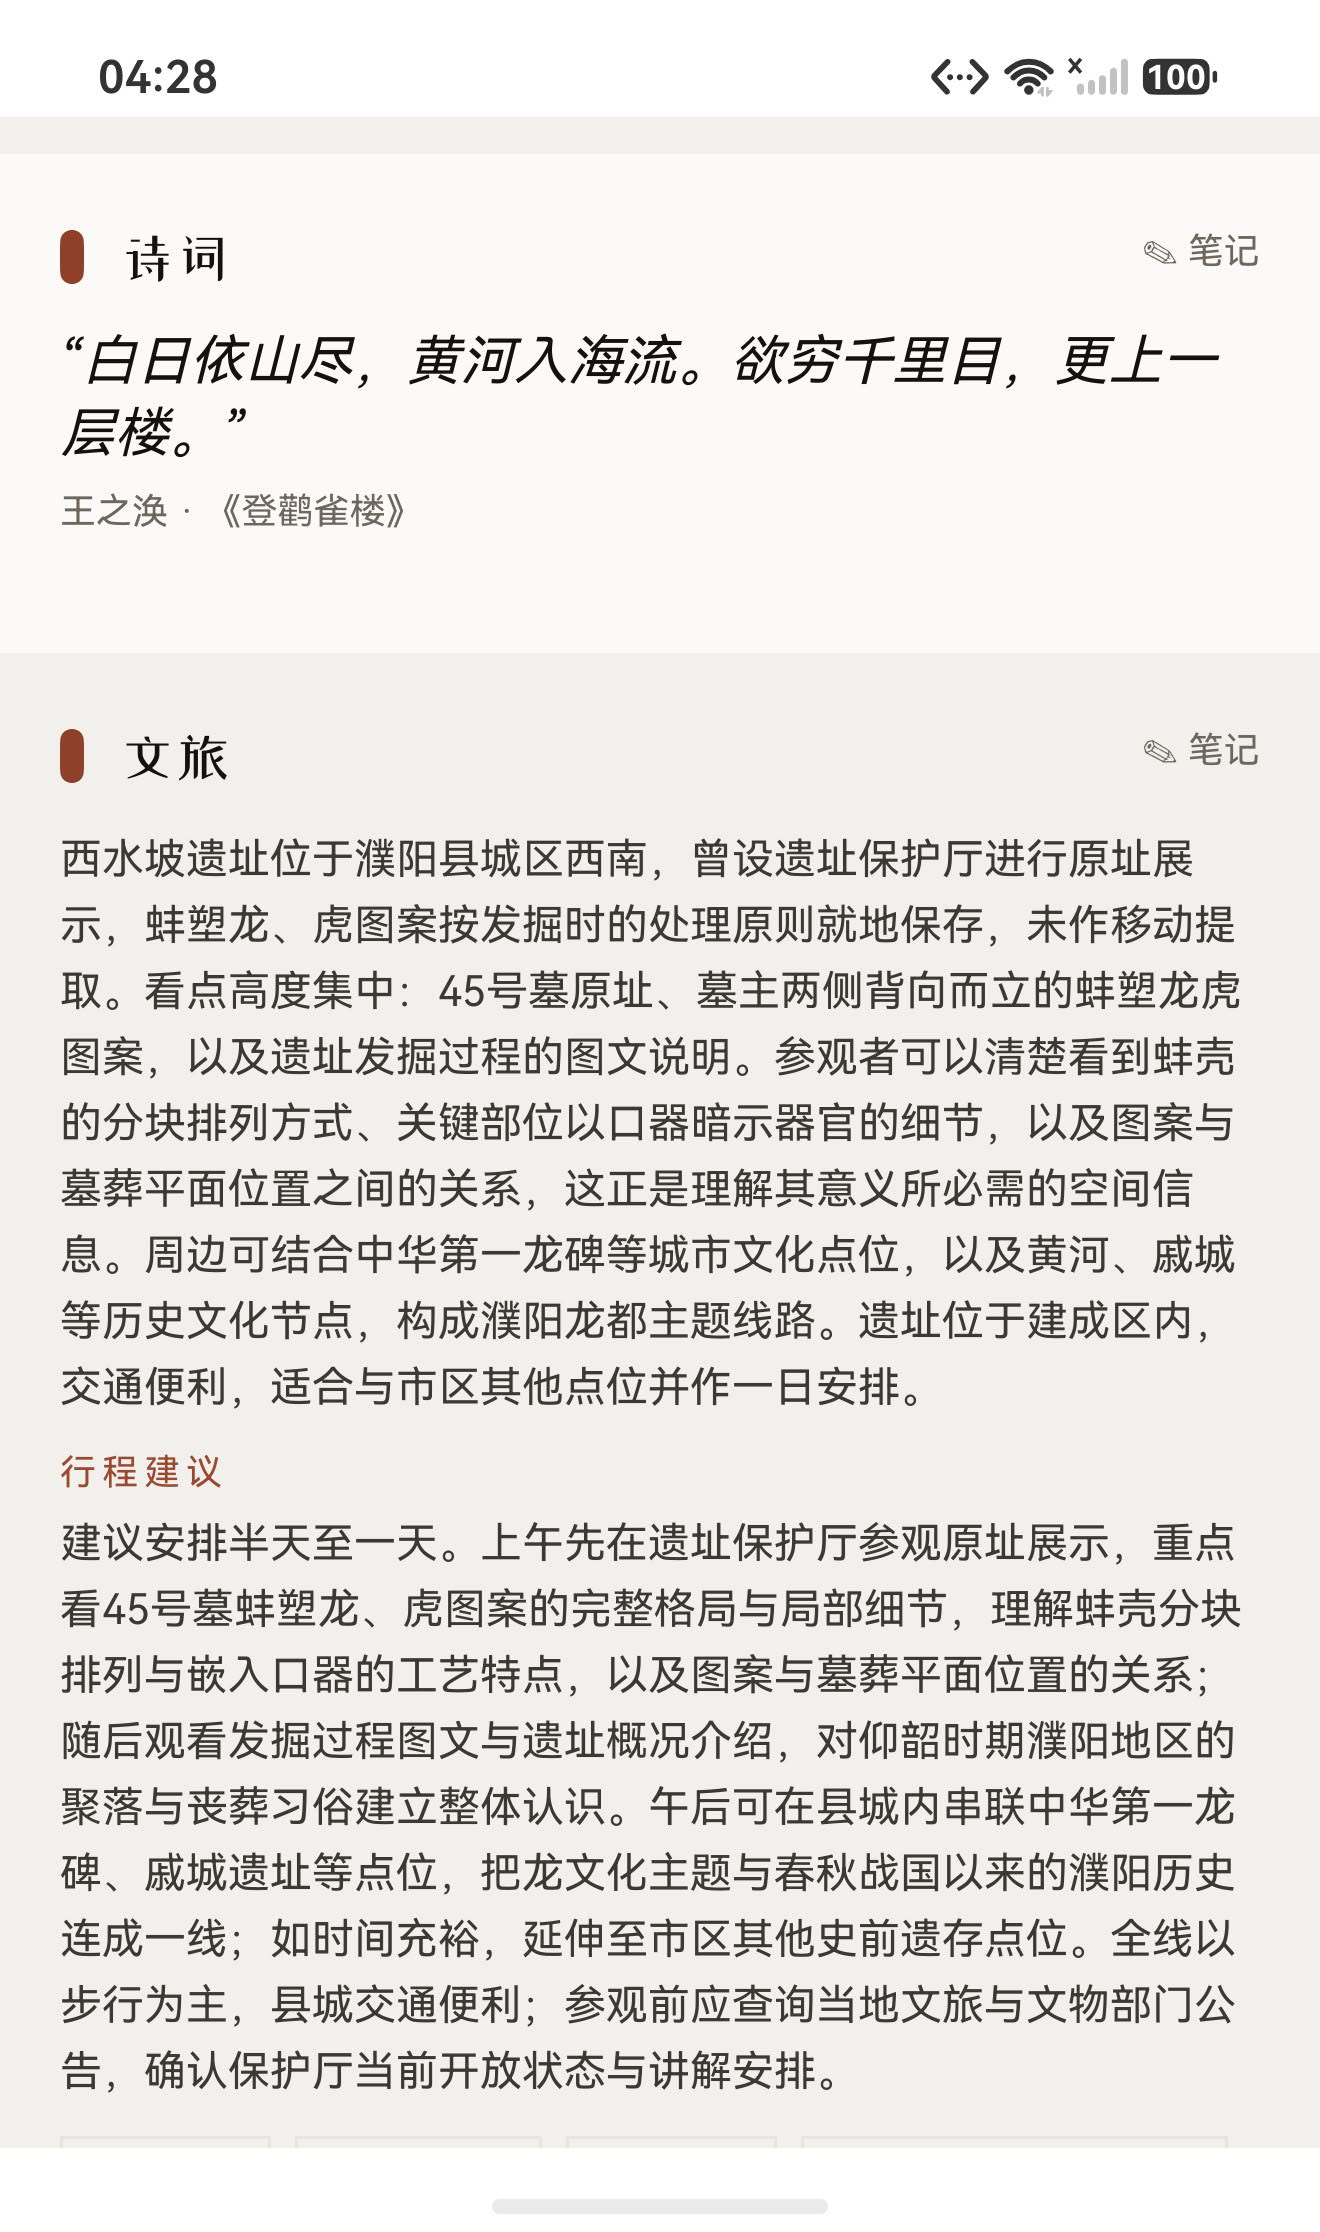 04:28
100
诗词
✎ 笔记
“白日依山尽，黄河入海流。欲穷千里目，更上一
层楼。”
王之涣 · 《登鹳雀楼》
文旅
✎ 笔记
西水坡遗址位于濮阳县城区西南，曾设遗址保护厅进行原址展
示，蚌塑龙、虎图案按发掘时的处理原则就地保存，未作移动提
取。看点高度集中：45号墓原址、墓主两侧背向而立的蚌塑龙虎
图案，以及遗址发掘过程的图文说明。参观者可以清楚看到蚌壳
的分块排列方式、关键部位以口器暗示器官的细节，以及图案与
墓葬平面位置之间的关系，这正是理解其意义所必需的空间信
息。周边可结合中华第一龙碑等城市文化点位，以及黄河、戚城
等历史文化节点，构成濮阳龙都主题线路。遗址位于建成区内，
交通便利，适合与市区其他点位并作一日安排。
行程建议
建议安排半天至一天。上午先在遗址保护厅参观原址展示，重点
看45号墓蚌塑龙、虎图案的完整格局与局部细节，理解蚌壳分块
排列与嵌入口器的工艺特点，以及图案与墓葬平面位置的关系；
随后观看发掘过程图文与遗址概况介绍，对仰韶时期濮阳地区的
聚落与丧葬习俗建立整体认识。午后可在县城内串联中华第一龙
碑、戚城遗址等点位，把龙文化主题与春秋战国以来的濮阳历史
连成一线；如时间充裕，延伸至市区其他史前遗存点位。全线以
步行为主，县城交通便利；参观前应查询当地文旅与文物部门公
告，确认保护厅当前开放状态与讲解安排。